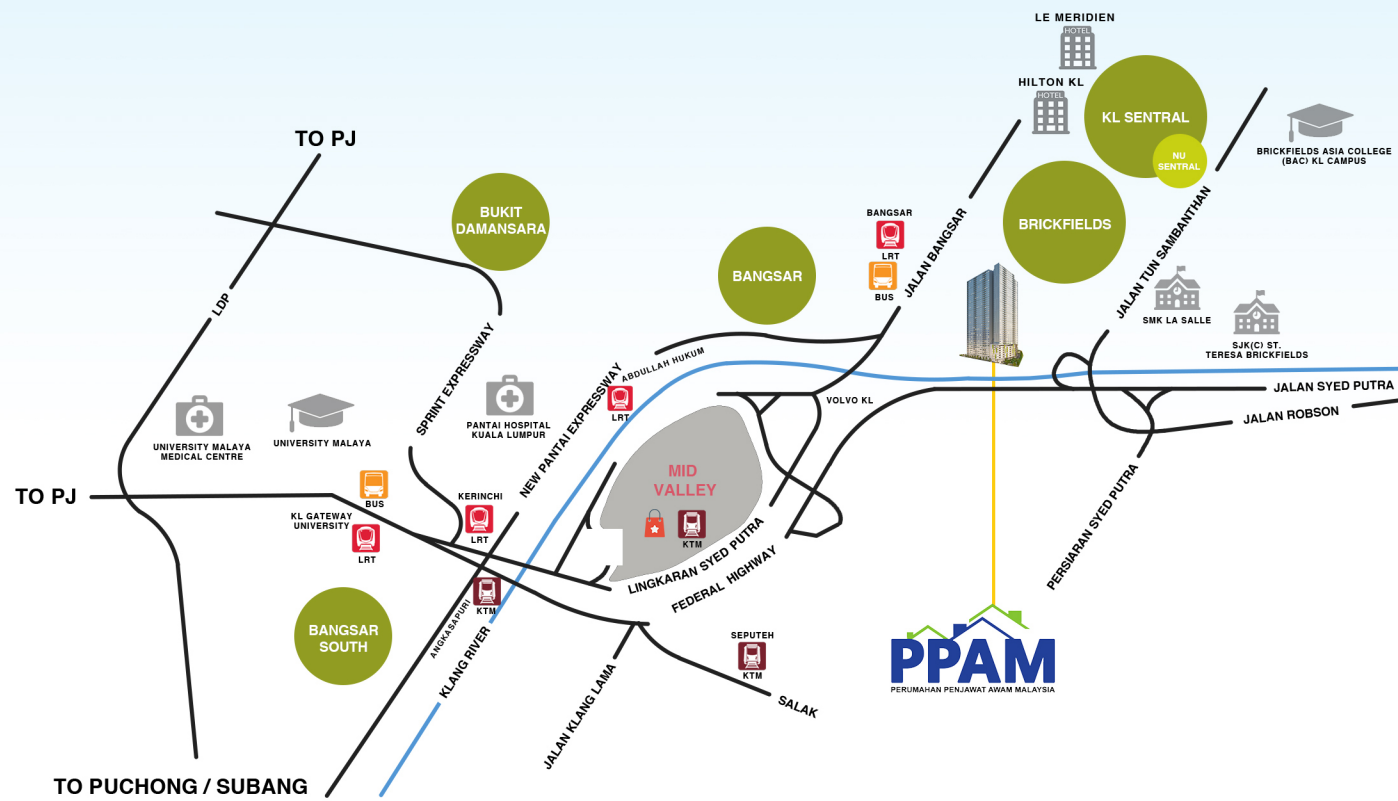 LE MERIDIEN
HOTEL
HILTON KL
HOTEL
KL SENTRAL
NU
SENTRAL
BRICKFIELDS ASIA COLLEGE
(BAC) KL CAMPUS
TO PJ
BUKIT
DAMANSARA
BRICKFIELDS
BANGSAR
LRT
BUS
JALAN BANGSAR
JALAN TUN SAMBANTHAN
BANGSAR
LDP
SMK LA SALLE
SJK(C) ST.
TERESA BRICKFIELDS
SPRINT EXPRESSWAY
NEW PANTAI EXPRESSWAY
ABDULLAH HUKUM
LRT
VOLVO KL
JALAN SYED PUTRA
JALAN ROBSON
PANTAI HOSPITAL
KUALA LUMPUR
UNIVERSITY MALAYA
MEDICAL CENTRE
UNIVERSITY MALAYA
MID
VALLEY
KTM
TO PJ
BUS
KL GATEWAY
UNIVERSITY
LRT
KERINCHI
LRT
LINGKARAN SYED PUTRA
FEDERAL HIGHWAY
PERSIARAN SYED PUTRA
KTM
ANGKASAPURI
BANGSAR
SOUTH
KLANG RIVER
SEPUTEH
KTM
JALAN KLANG LAMA
SALAK
PPAM
PERUMAHAN PENJAWAT AWAM MALAYSIA
TO PUCHONG / SUBANG